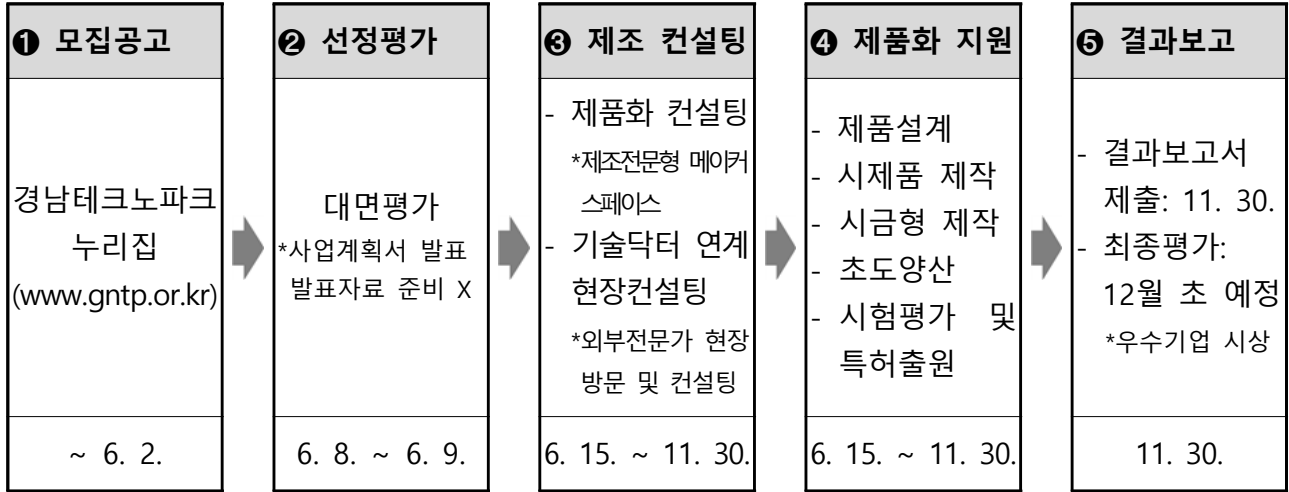 ❶ 모집공고
경남테크노파크
누리집
(www.gntp.or.kr)
~ 6. 2.
❷ 선정평가
대면평가
*사업계획서 발표
발표자료 준비 X
6. 8. ~ 6. 9.
❸ 제조 컨설팅
- 제품화 컨설팅
*제조전문형 메이커
스페이스
- 기술닥터 연계
현장컨설팅
*외부전문가 현장
방문 및 컨설팅
6. 15. ~ 11. 30.
❹ 제품화 지원
- 제품설계
- 시제품 제작
- 시금형 제작
- 초도양산
- 시험평가 및
특허출원
6. 15. ~ 11. 30.
❺ 결과보고
- 결과보고서
제출: 11. 30.
- 최종평가:
12월 초 예정
*우수기업 시상
11. 30.